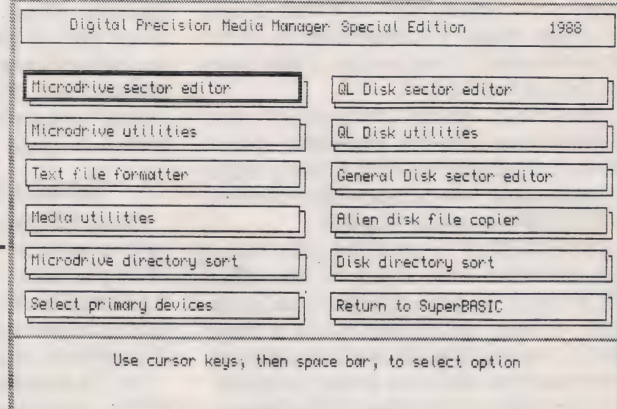 Digital Precision Media Manager Special Edition 1988
Microdrive sector editor
QL Disk sector editor
Microdrive utilities
QL Disk utilities
Text file formatter
General Disk sector editor
Media utilities
Alien disk file copier
Microdrive directory sort
Disk directory sort
Select primary devices
Return to SuperBASIC
Use cursor keys, then space bar, to select option